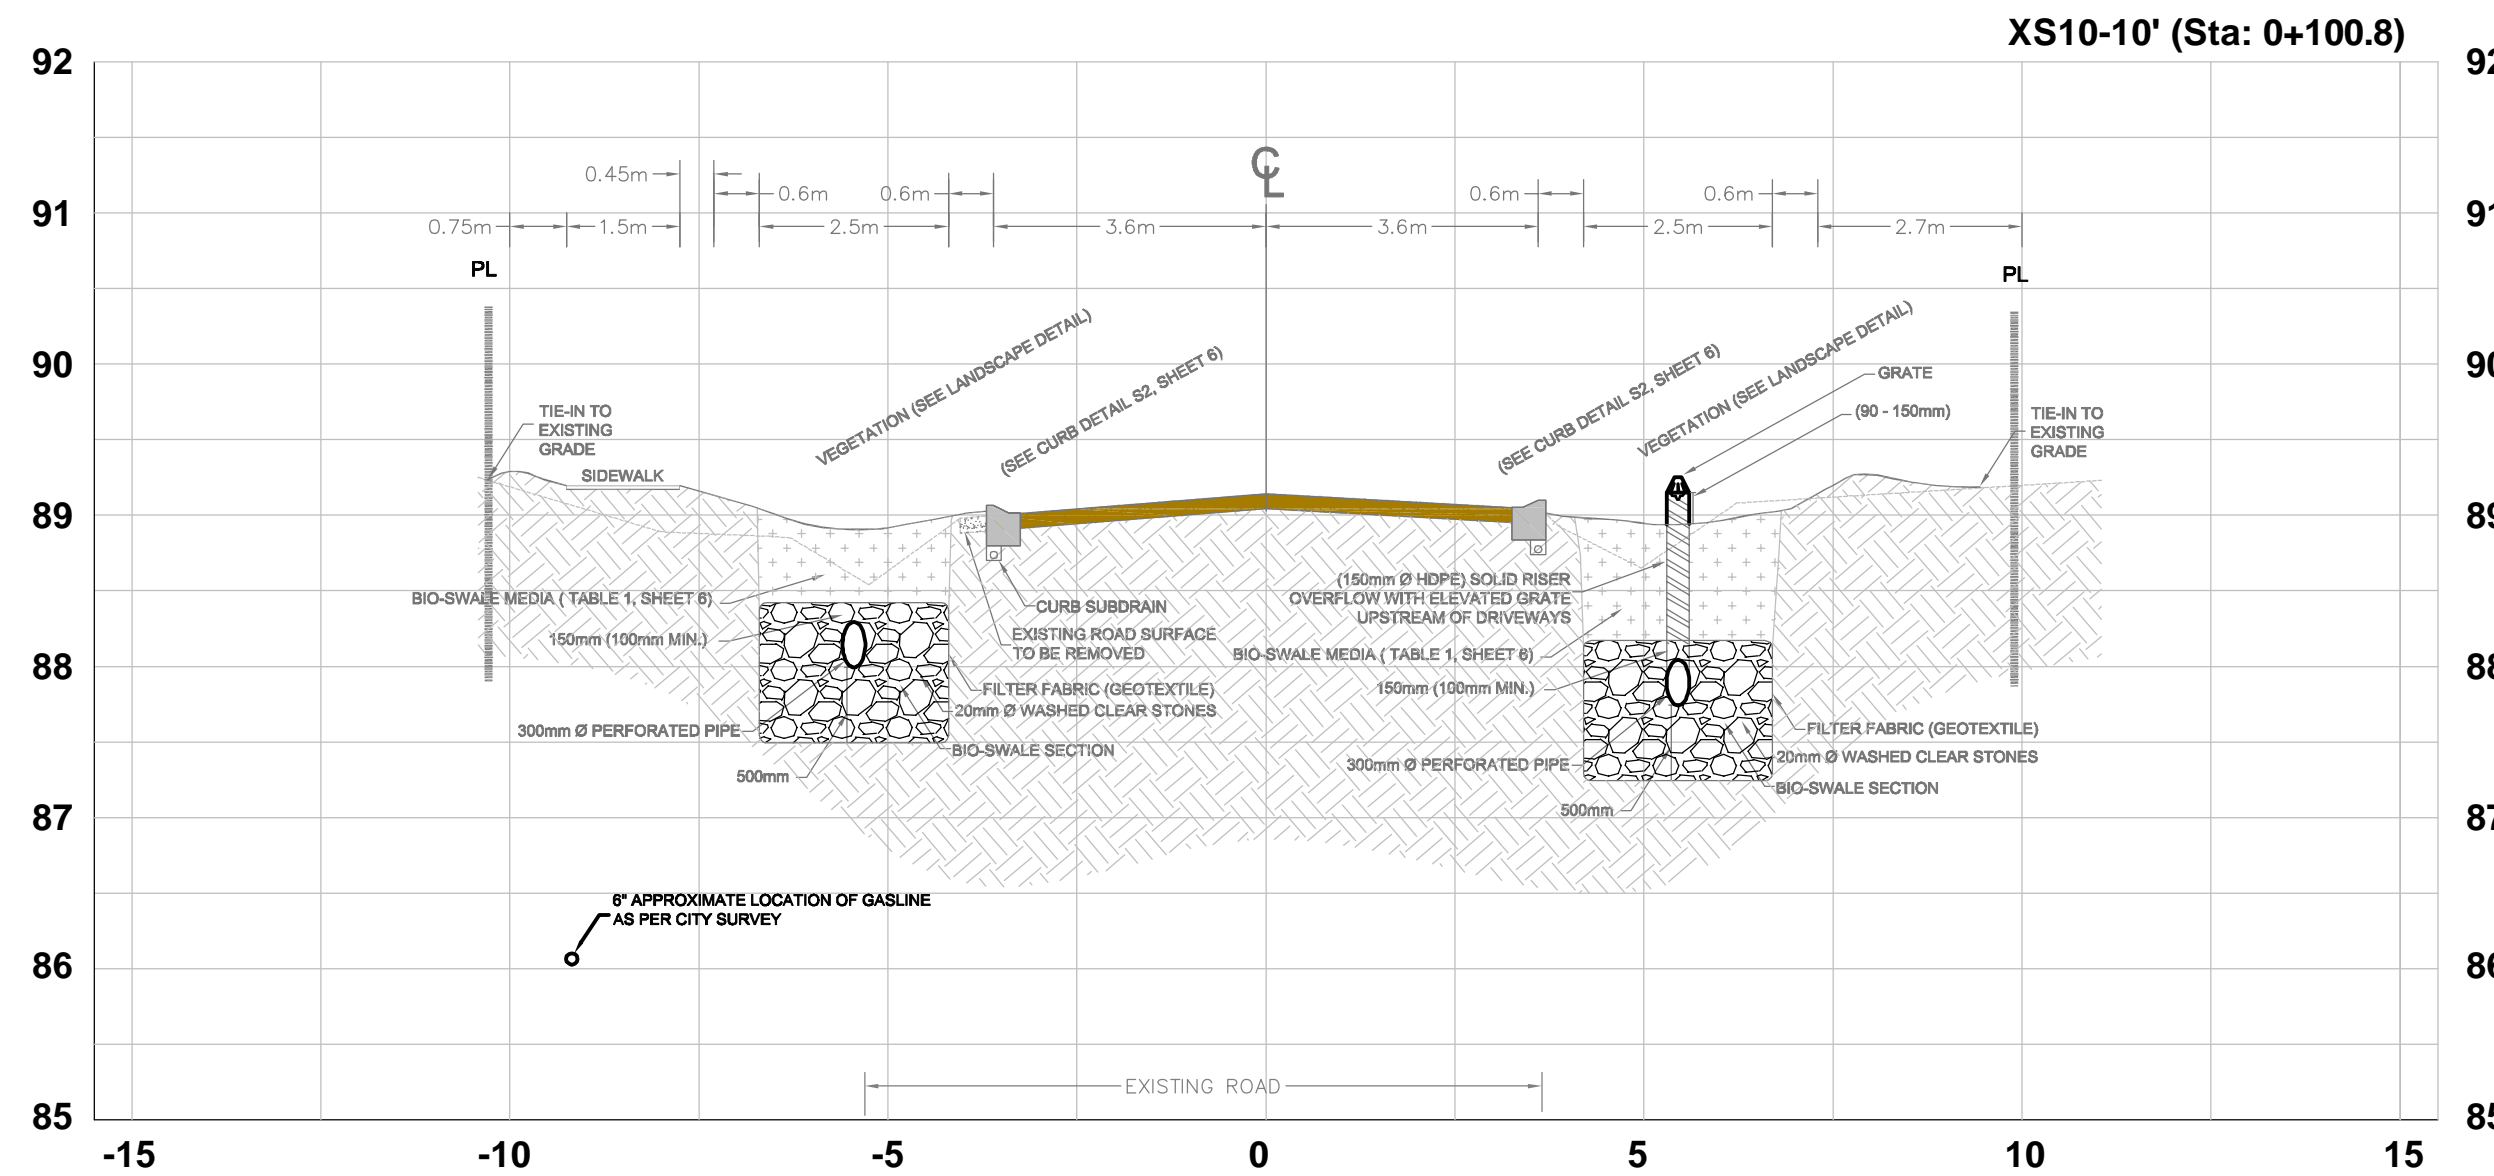 XS10-10' (Sta: 0+100.8)
92
91
90
89
88
87
86
85
-15
-10
-5
0
5
10
15
CL
0.45m
0.6m
0.6m
0.6m
0.6m
0.75m
1.5m
2.5m
3.6m
3.6m
2.5m
2.7m
PL
PL
VEGETATION (SEE LANDSCAPE DETAIL)
(SEE CURB DETAIL S2, SHEET 6)
(SEE CURB DETAIL S2, SHEET 6)
VEGETATION (SEE LANDSCAPE DETAIL)
GRATE
(90 - 150mm)
TIE-IN TO
EXISTING
GRADE
SIDEWALK
TIE-IN TO
EXISTING
GRADE
BIO-SWALE MEDIA ( TABLE 1, SHEET 6)
150mm (100mm MIN.)
300mm Ø PERFORATED PIPE
500mm
CURB SUBDRAIN
EXISTING ROAD SURFACE
TO BE REMOVED
FILTER FABRIC (GEOTEXTILE)
20mm Ø WASHED CLEAR STONES
BIO-SWALE SECTION
(150mm Ø HDPE) SOLID RISER
OVERFLOW WITH ELEVATED GRATE
UPSTREAM OF DRIVEWAYS
BIO-SWALE MEDIA ( TABLE 1, SHEET 6)
150mm (100mm MIN.)
300mm Ø PERFORATED PIPE
500mm
FILTER FABRIC (GEOTEXTILE)
20mm Ø WASHED CLEAR STONES
BIO-SWALE SECTION
6" APPROXIMATE LOCATION OF GASLINE
AS PER CITY SURVEY
EXISTING ROAD